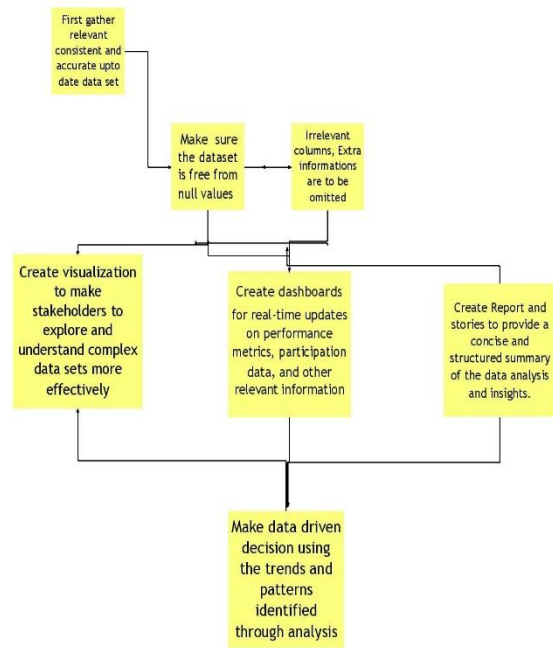 First gather
relevant
consistent and
accurate upto
date data set
Make sure
the dataset
is free from
null values
Irrelevant
columns, Extra
informations
are to be
omitted
Create visualization
to make
stakeholders to
explore and
understand complex
data sets more
effectively
Create dashboards
for real-time updates
on performance
metrics, participation
data, and other
relevant information
Create Report and
stories to provide a
concise and
structured summary
of the data analysis
and insights.
Make data driven
decision using
the trends and
patterns
identified
through analysis